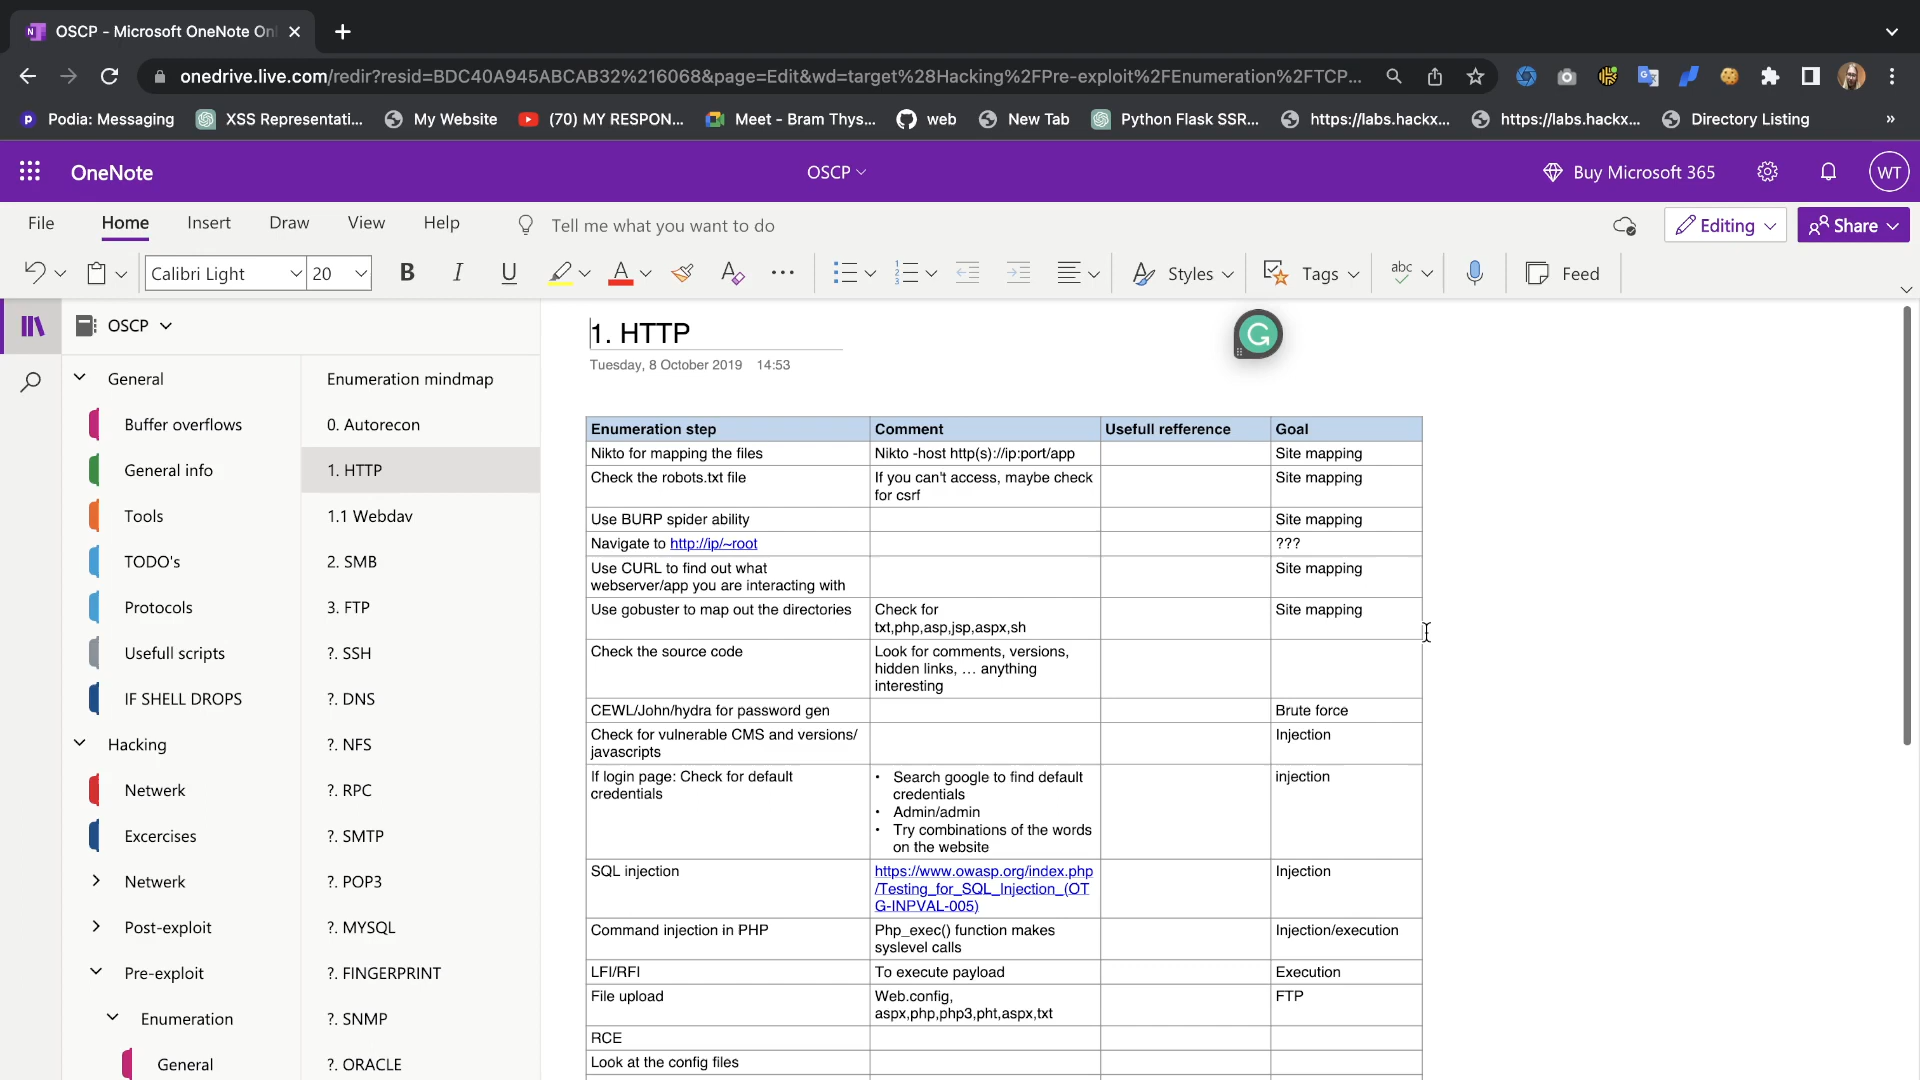 OSCP - Microsoft OneNote Onl
onedrive.live.com/redir?resid=BDC40A945ABCAB32%216068&page=Edit&wd=target%28Hacking%2FPre-exploit%2FEnumeration%2FTCP...
Podia: Messaging
XSS Representati...
My Website
(70) MY RESPON...
Meet - Bram Thys...
web
New Tab
Python Flask SSR...
https://labs.hackx...
https://labs.hackx...
Directory Listing
»
OneNote
OSCP
Buy Microsoft 365
WT
File
Home
Insert
Draw
View
Help
Tell me what you want to do
Editing
Share
Calibri Light
20
B
I
U
Styles
Tags
abc
Feed
OSCP
General
Buffer overflows
General info
Tools
TODO's
Protocols
Usefull scripts
IF SHELL DROPS
Hacking
Netwerk
Excercises
Netwerk
Post-exploit
Pre-exploit
Enumeration
General
Enumeration mindmap
0. Autorecon
1. HTTP
1.1 Webdav
2. SMB
3. FTP
?. SSH
?. DNS
?. NFS
?. RPC
?. SMTP
?. POP3
?. MYSQL
?. FINGERPRINT
?. SNMP
?. ORACLE
1. HTTP
Tuesday, 8 October 2019 14:53
Enumeration step Comment Usefull refference Goal
Nikto for mapping the files Nikto -host http(s)://ip:port/app Site mapping
Check the robots.txt file If you can't access, maybe check Site mapping
for csrf
Use BURP spider ability Site mapping
Navigate to http://ip/~root ???
Use CURL to find out what Site mapping
webserver/app you are interacting with
Use gobuster to map out the directories Check for Site mapping
txt,php,asp,jsp,aspx,sh
Check the source code Look for comments, versions,
hidden links, … anything
interesting
CEWL/John/hydra for password gen Brute force
Check for vulnerable CMS and versions/ Injection
javascripts
If login page: Check for default • Search google to find default injection
credentials credentials
• Admin/admin
• Try combinations of the words
on the website
SQL injection https://www.owasp.org/index.php Injection
/Testing_for_SQL_Injection_(OT
G-INPVAL-005)
Command injection in PHP Php_exec() function makes Injection/execution
syslevel calls
LFI/RFI To execute payload Execution
File upload Web.config, FTP
aspx,php,php3,pht,aspx,txt
RCE
Look at the config files